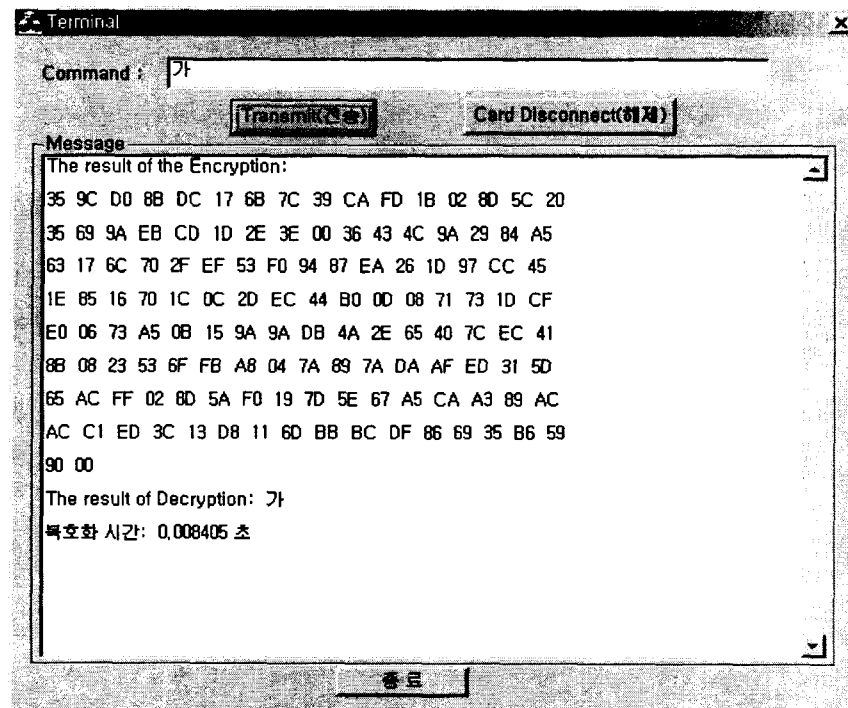 Terminal
Command : 가
Transmit(전송) Card Disconnect(해제)
Message
The result of the Encryption:
35 9C D0 8B DC 17 6B 7C 39 CA FD 1B 02 8D 5C 20
35 69 9A EB CD 1D 2E 3E 00 36 43 4C 9A 29 84 A5
63 17 6C 70 2F EF 53 F0 94 87 EA 26 1D 97 CC 45
1E 85 16 70 1C 0C 2D EC 44 B0 0D 08 71 73 1D CF
E0 06 73 A5 0B 15 9A 9A DB 4A 2E 65 40 7C EC 41
8B 08 23 53 6F FB A8 04 7A 89 7A DA AF ED 31 5D
65 AC FF 02 8D 5A F0 19 7D 5E 67 A5 CA A3 89 AC
AC C1 ED 3C 13 D8 11 6D BB BC DF 86 69 35 B6 59
90 00
The result of Decryption: 가
복호화 시간: 0,008405 초
종료